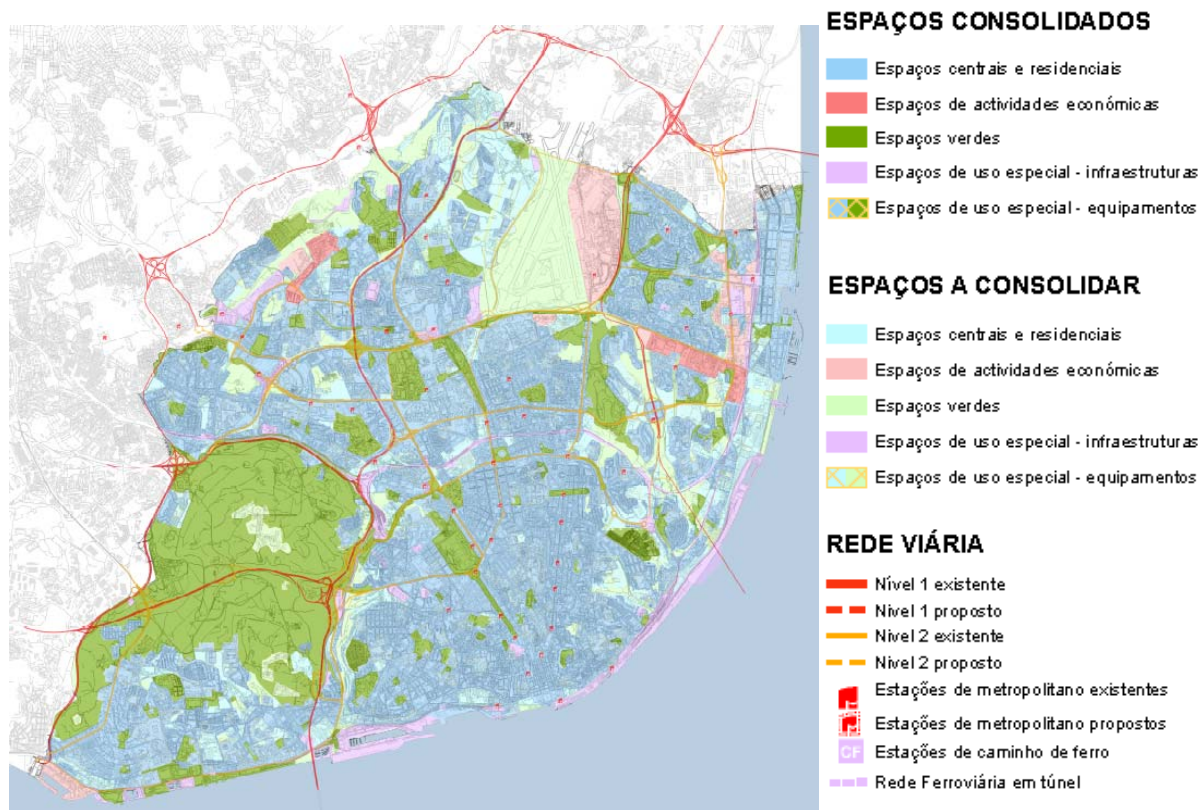 ESPAÇOS CONSOLIDADOS
Espaços centrais e residenciais
Espaços de actividades económicas
Espaços verdes
Espaços de uso especial - infraestruturas
Espaços de uso especial - equipamentos
ESPAÇOS A CONSOLIDAR
Espaços centrais e residenciais
Espaços de actividades económicas
Espaços verdes
Espaços de uso especial - infraestruturas
Espaços de uso especial - equipamentos
REDE VIÁRIA
Nível 1 existente
Nivel 1 proposto
Nivel 2 existente
Nivel 2 proposto
Estações de metropolitano existentes
Estações de metropolitano propostos
CF Estações de caminho de ferro
Rede Ferroviária em túnel